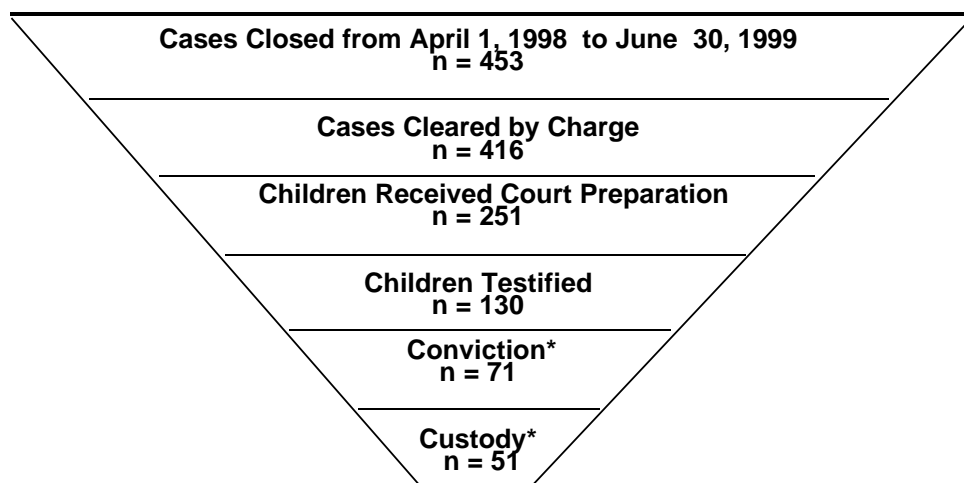 Cases Closed from April 1, 1998 to June 30, 1999
n = 453
Cases Cleared by Charge
n = 416
Children Received Court Preparation
n = 251
Children Testified
n = 130
Conviction*
n = 71
Custody*
n = 51